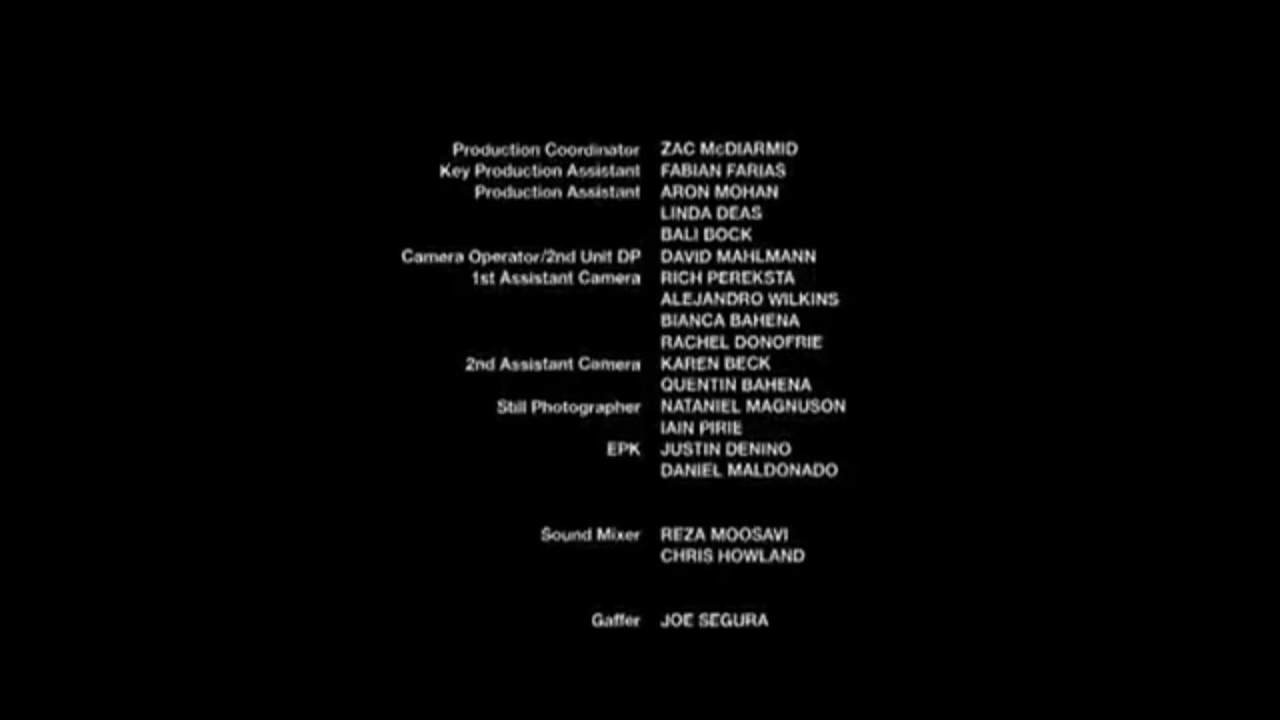 Production Coordinator ZAC McDIARMID
Key Production Assistant FABIAN FARIAS
Production Assistant ARON MOHAN
LINDA DEAS
BALI BOCK
Camera Operator/2nd Unit DP DAVID MAHLMANN
1st Assistant Camera RICH PEREKSTA
ALEJANDRO WILKINS
BIANCA BAHENA
RACHEL DONOFRIE
2nd Assistant Camera KAREN BECK
QUENTIN BAHENA
Still Photographer NATANIEL MAGNUSON
IAIN PIRIE
EPK JUSTIN DENINO
DANIEL MALDONADO
Sound Mixer REZA MOOSAVI
CHRIS HOWLAND
Gaffer JOE SEGURA